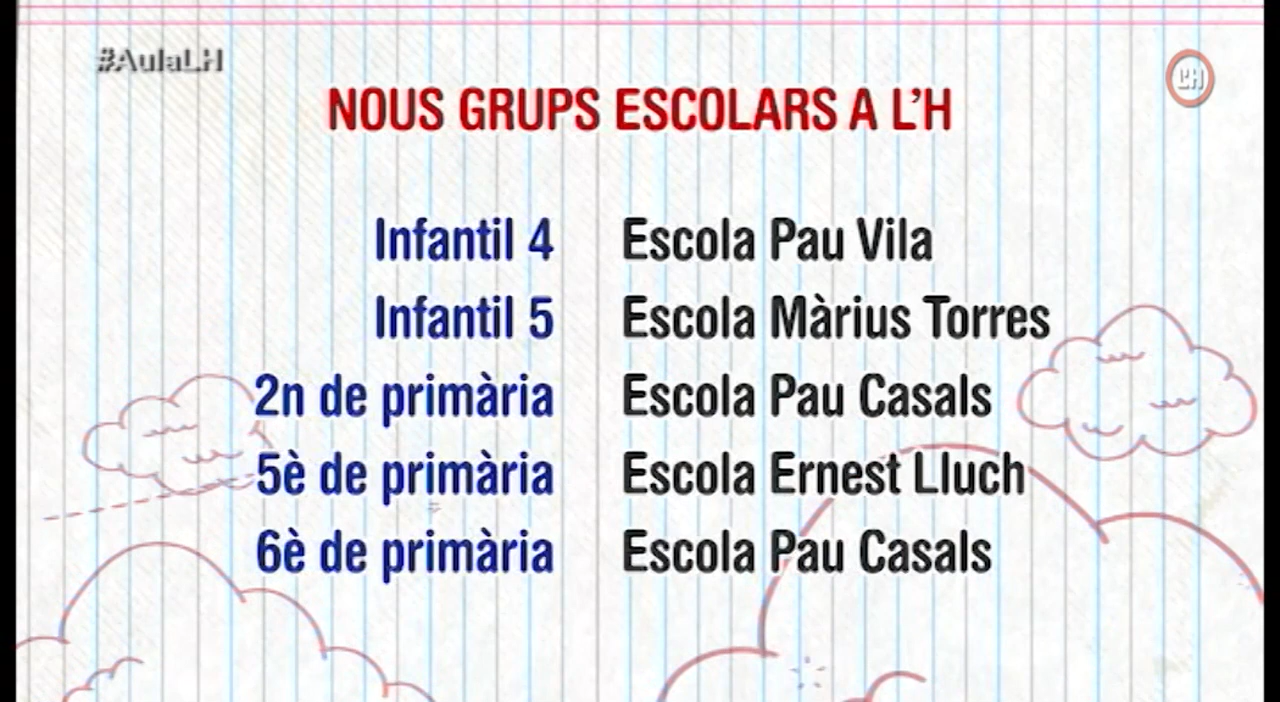 #AulaLH
L'H
NOUS GRUPS ESCOLARS A L'H
Infantil 4 Escola Pau Vila
Infantil 5 Escola Màrius Torres
2n de primària Escola Pau Casals
5è de primària Escola Ernest Lluch
6è de primària Escola Pau Casals